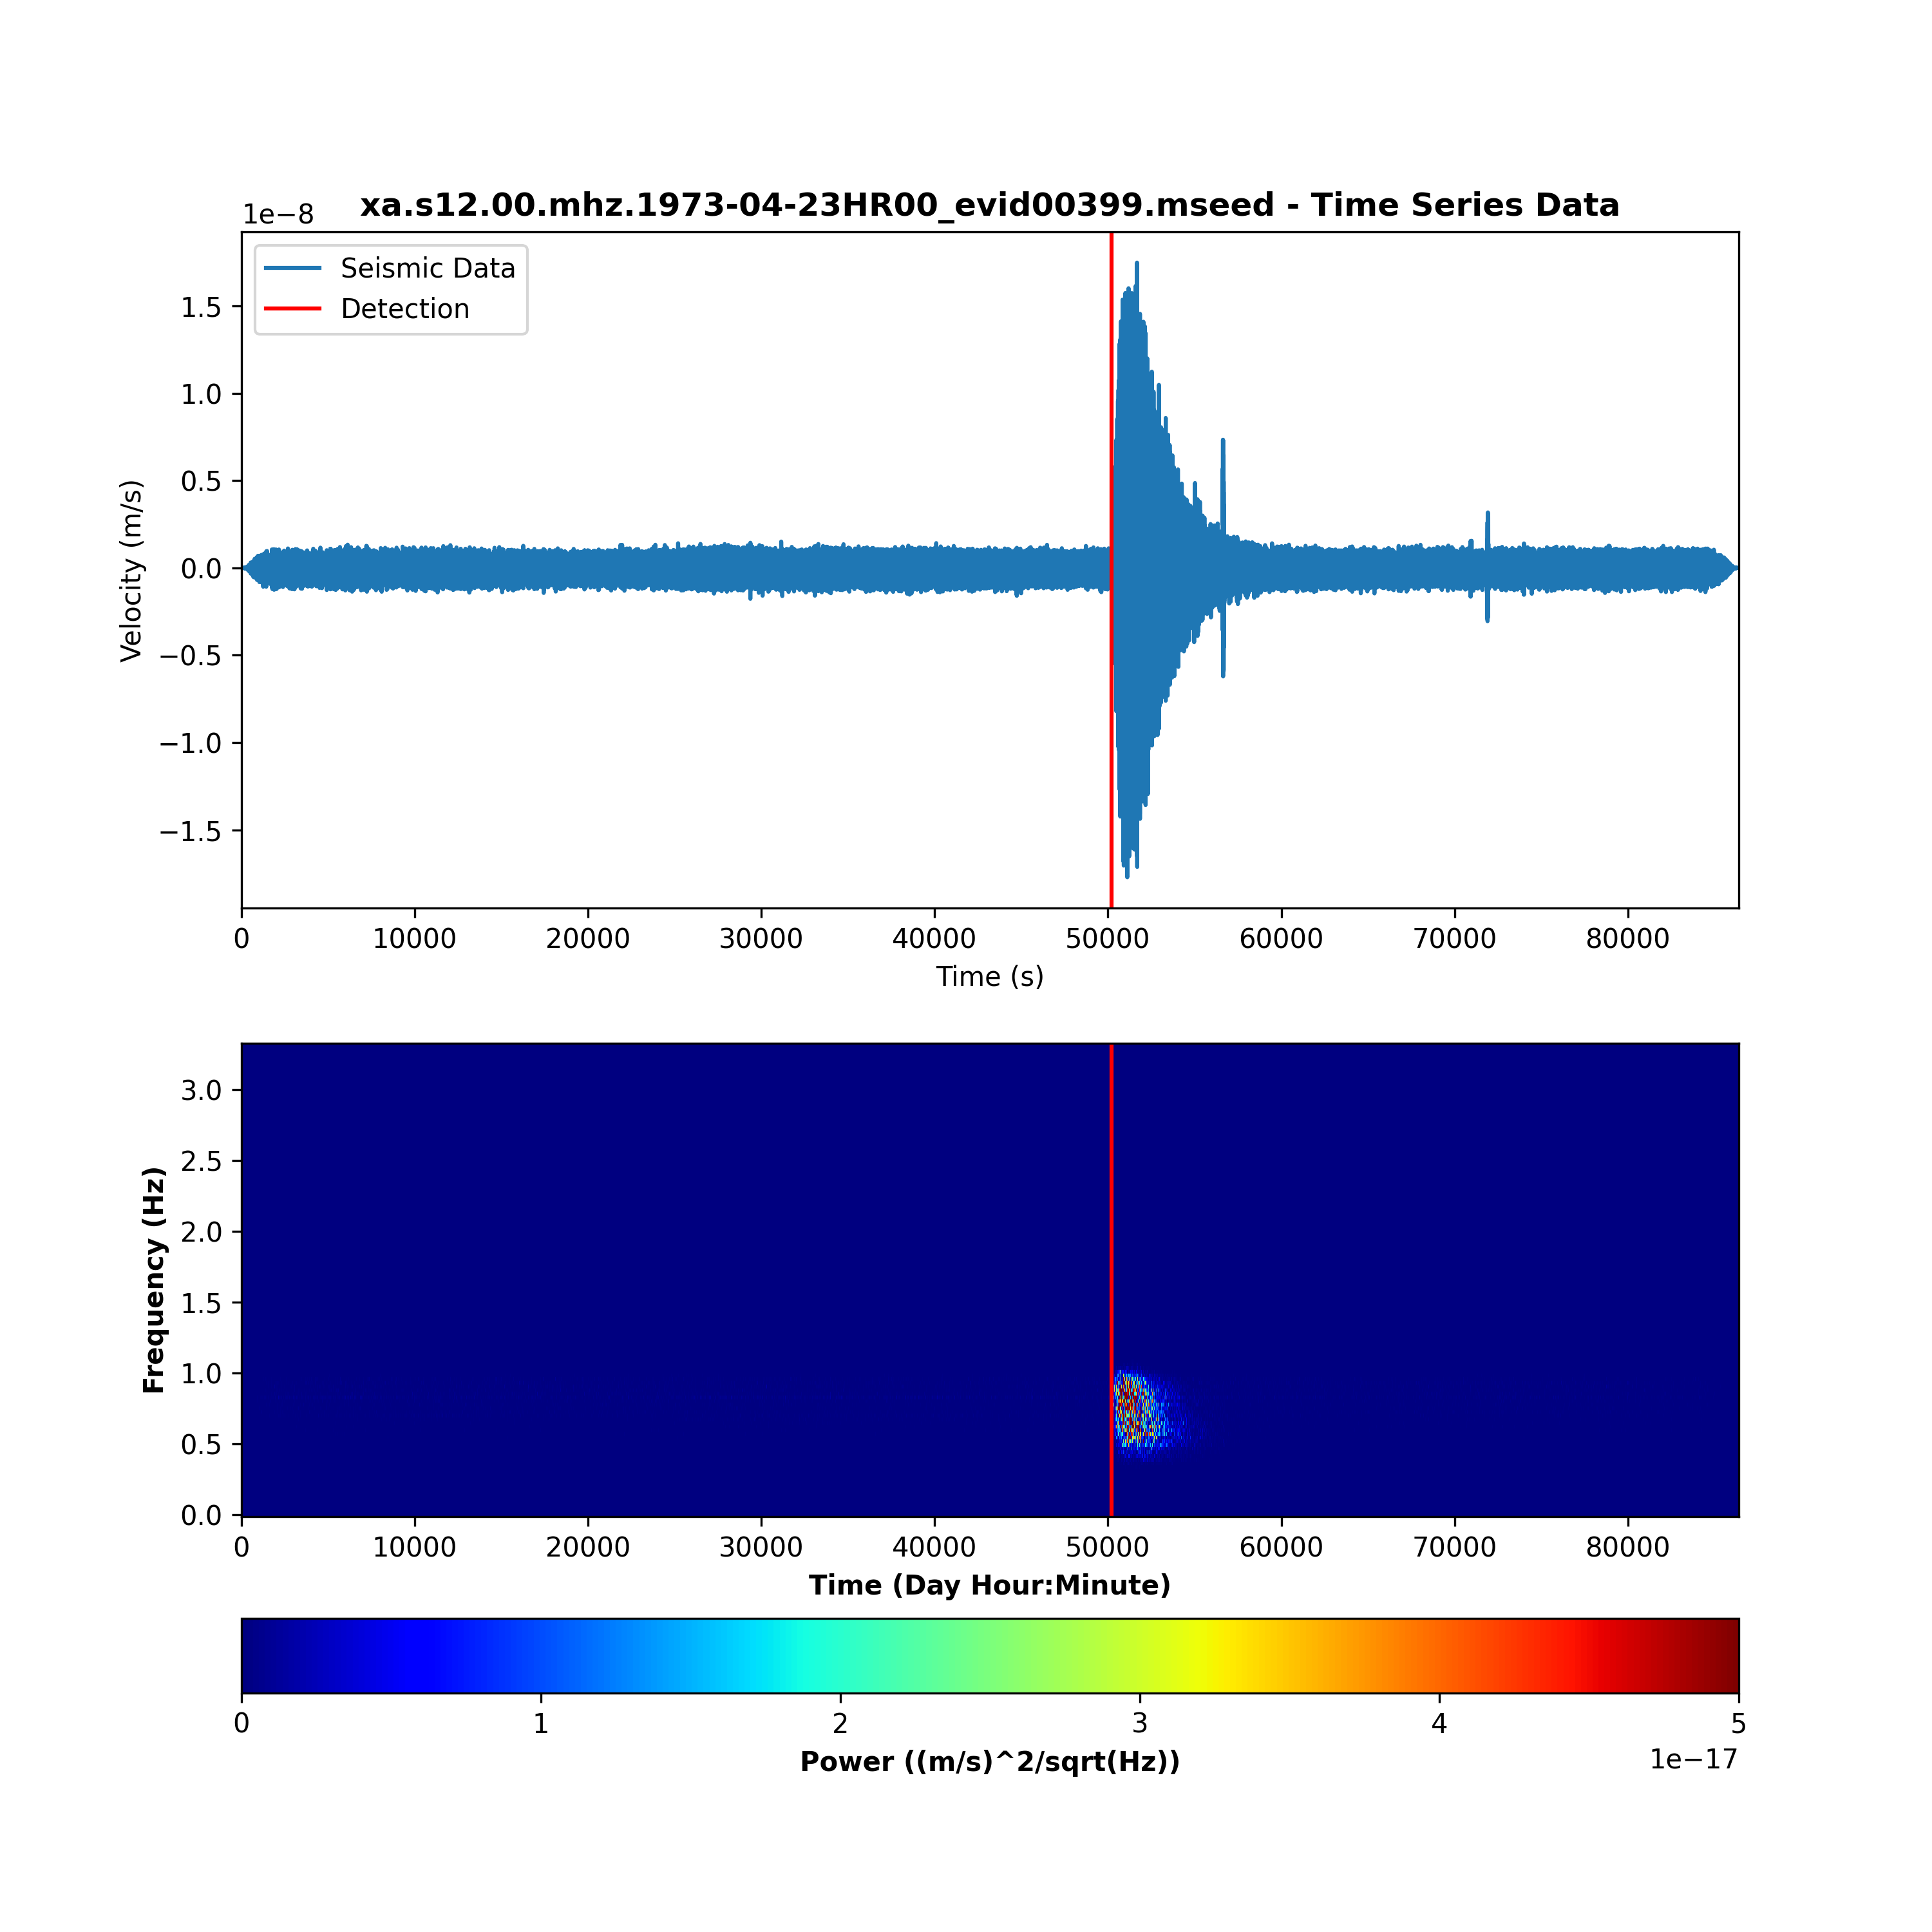 xa.s12.00.mhz.1973-04-23HR00_evid00399.mseed - Time Series Data
1e−8
Seismic Data
Detection
1.5
1.0
0.5
0.0
−0.5
−1.0
−1.5
Velocity (m/s)
0 10000 20000 30000 40000 50000 60000 70000 80000
Time (s)
3.0
2.5
2.0
1.5
1.0
0.5
0.0
Frequency (Hz)
0 10000 20000 30000 40000 50000 60000 70000 80000
Time (Day Hour:Minute)
0 1 2 3 4 5
1e−17
Power ((m/s)^2/sqrt(Hz))